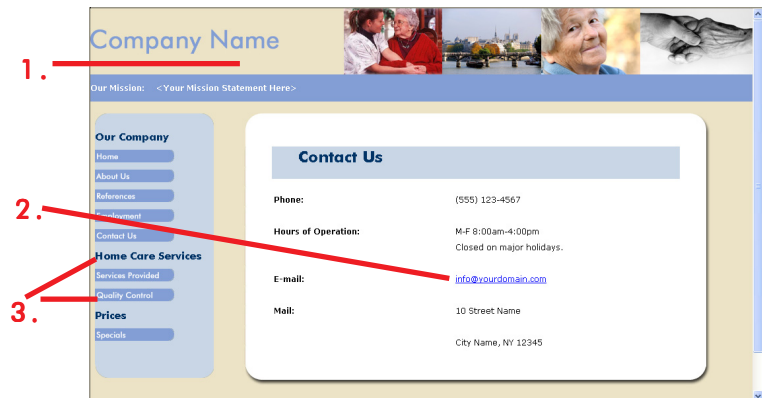 Company Name
1.
Our Mission: <Your Mission Statement Here>
Our Company
Home
About Us
References
Employment
Contact Us
Home Care Services
Services Provided
Quality Control
Prices
Specials
2.
3.
Contact Us
Phone: (555) 123-4567
Hours of Operation: M-F 8:00am-4:00pm
Closed on major holidays.
E-mail: info@yourdomain.com
Mail: 10 Street Name
City Name, NY 12345